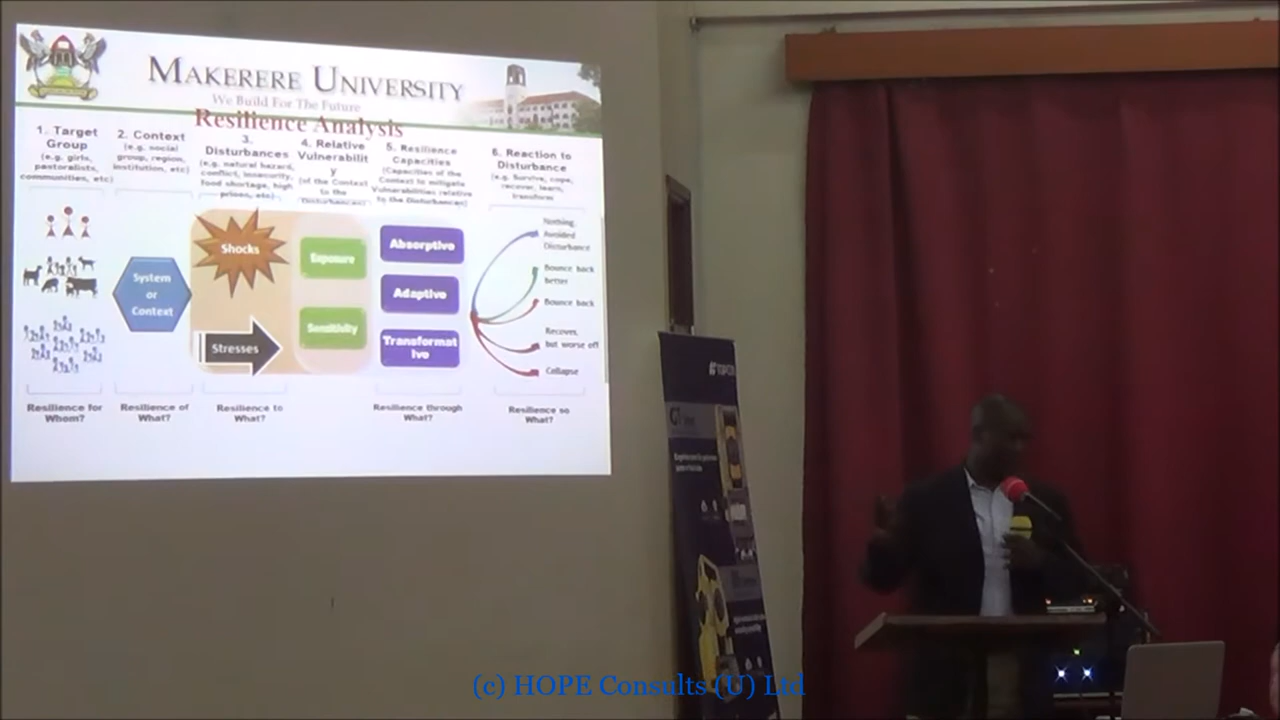 MAKERERE UNIVERSITY
We Build For The Future
Resilience Analysis
1. Target
Group
(e.g. girls,
pastoralists,
communities, etc)
2. Context
(e.g. social
group, region,
institution, etc)
3.
Disturbances
(e.g. natural hazard,
conflict, insecurity,
food shortage, high
prices, etc)
4. Relative
Vulnerabilit
y
(of the Context
to the
Disturbances)
5. Resilience
Capacities
(Capacities of the
Context to mitigate
Vulnerabilities relative
to the Disturbances)
6. Reaction to
Disturbance
(e.g. Survive, cope,
recover, learn,
transform
System
or
Context
Shocks
Stresses
Exposure
Sensitivity
Absorptive
Adaptive
Transformat
ive
Nothing,
Avoided
Disturbance
Bounce back
better
Bounce back
Recover,
but worse off
Collapse
Resilience for
Whom?
Resilience of
What?
Resilience to
What?
Resilience through
What?
Resilience so
What?
TOPCON
(c) HOPE Consults (U) Ltd